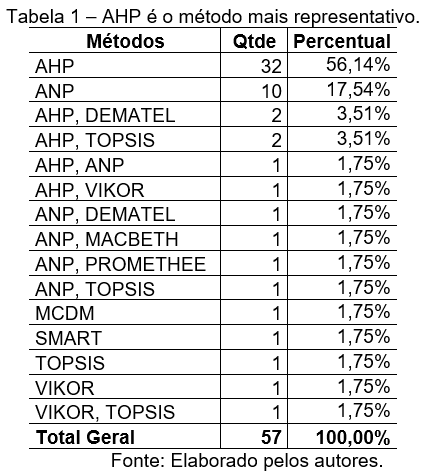 Tabela 1 – AHP é o método mais representativo.
Métodos Qtde Percentual
AHP 32 56,14%
ANP 10 17,54%
AHP, DEMATEL 2 3,51%
AHP, TOPSIS 2 3,51%
AHP, ANP 1 1,75%
AHP, VIKOR 1 1,75%
ANP, DEMATEL 1 1,75%
ANP, MACBETH 1 1,75%
ANP, PROMETHEE 1 1,75%
ANP, TOPSIS 1 1,75%
MCDM 1 1,75%
SMART 1 1,75%
TOPSIS 1 1,75%
VIKOR 1 1,75%
VIKOR, TOPSIS 1 1,75%
Total Geral 57 100,00%
Fonte: Elaborado pelos autores.